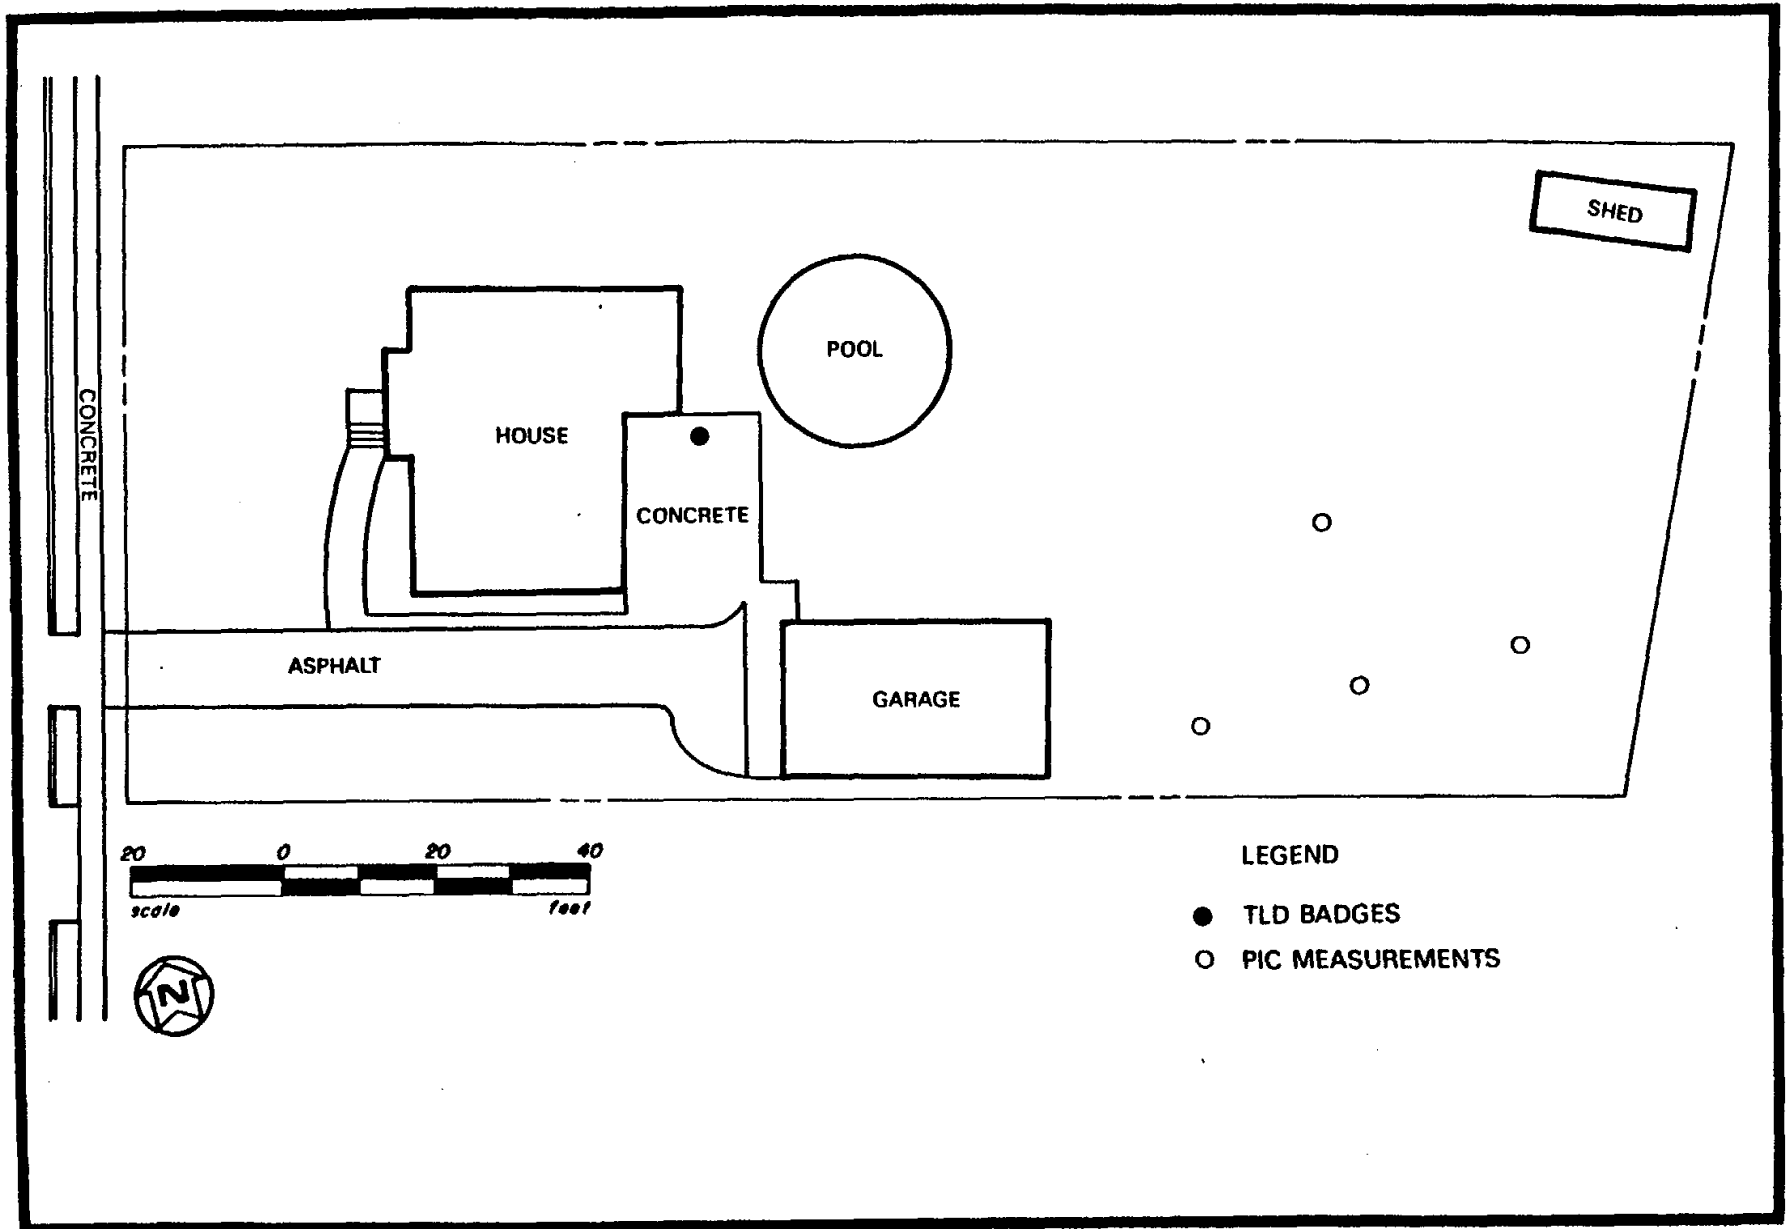 SHED
POOL
CONCRETE
HOUSE
CONCRETE
ASPHALT
GARAGE
20 0 20 40
scale feet
N
LEGEND
TLD BADGES
PIC MEASUREMENTS